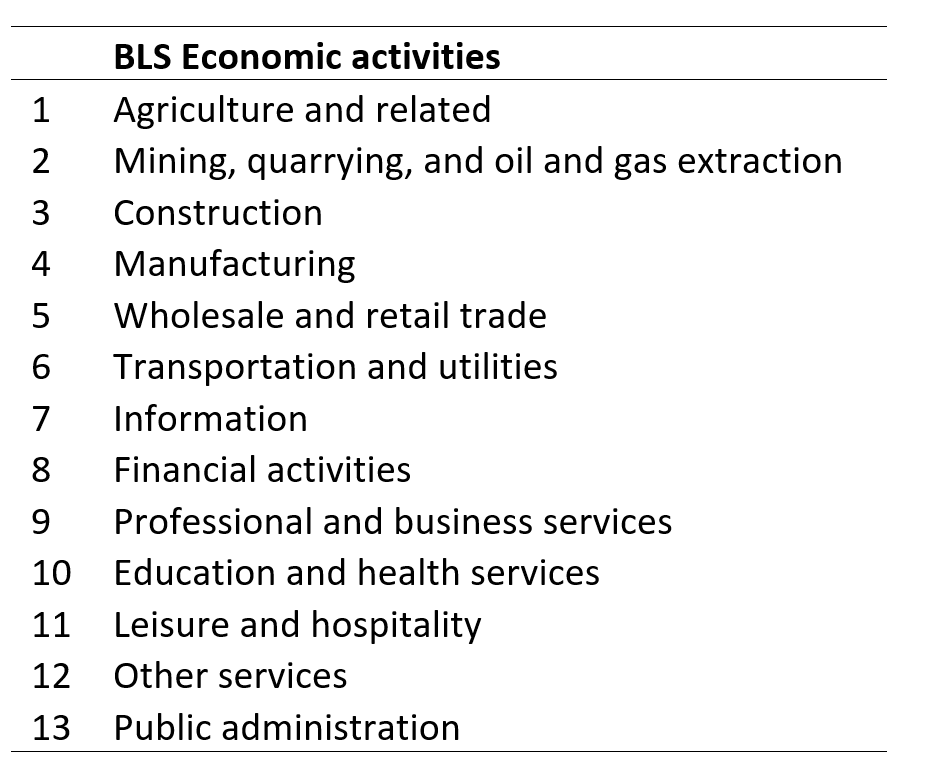 BLS Economic activities
1 Agriculture and related
2 Mining, quarrying, and oil and gas extraction
3 Construction
4 Manufacturing
5 Wholesale and retail trade
6 Transportation and utilities
7 Information
8 Financial activities
9 Professional and business services
10 Education and health services
11 Leisure and hospitality
12 Other services
13 Public administration